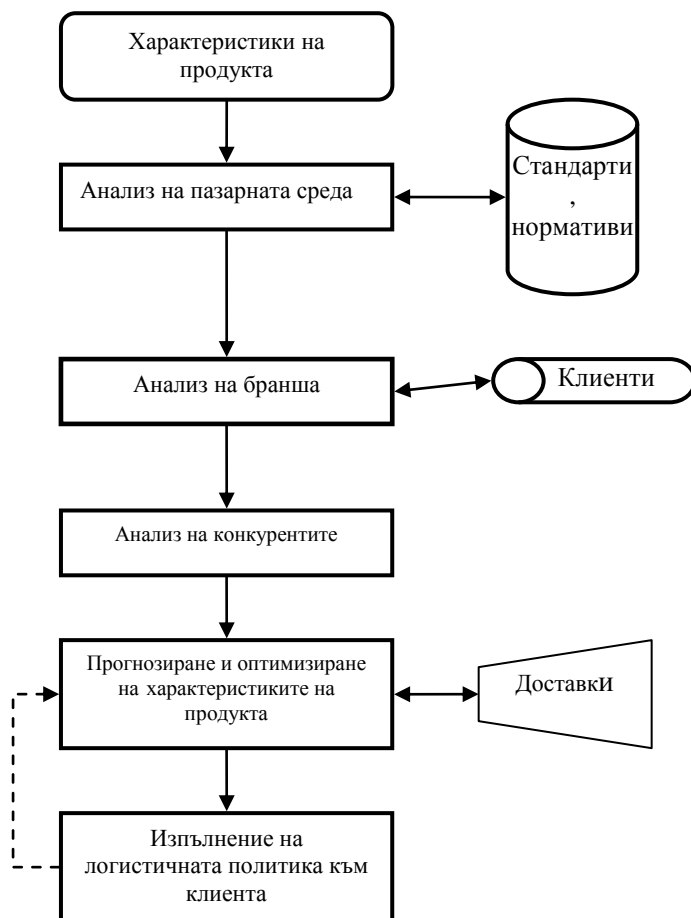 Характеристики на
продукта
Анализ на пазарната среда
Стандарти
,
нормативи
Анализ на бранша
Клиенти
Анализ на конкурентите
Прогнозиране и оптимизиране
на характеристиките на
продукта
Доставки
Изпълнение на
логистичната политика към
клиента